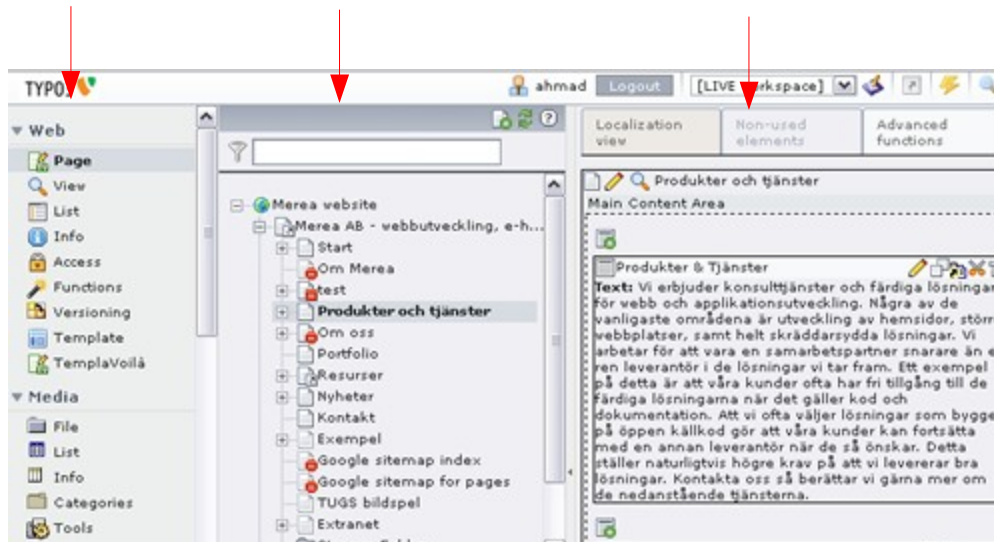 TYPO3
ahmad Logout [LIVE workspace]
Web
Page
View
List
Info
Access
Functions
Versioning
Template
TemplaVoilà
Media
File
List
Info
Categories
Tools
Merea website
Merea AB - webbutveckling, e-h...
Start
Om Merea
test
Produkter och tjänster
Om oss
Portfolio
Resurser
Nyheter
Kontakt
Exempel
Google sitemap index
Google sitemap for pages
TUGS bildspel
Extranet
Localization
view
Non-used
elements
Advanced
functions
Produkter och tjänster
Main Content Area
Produkter & Tjänster
Text: Vi erbjuder konsulttjänster och färdiga lösningar
för webb och applikationsutveckling. Några av de
vanligaste områdena är utveckling av hemsidor, störr
webbplatser, samt helt skräddarsydda lösningar. Vi
arbetar för att vara en samarbetspartner snarare än e
ren leverantör i de lösningar vi tar fram. Ett exempel
på detta är att våra kunder ofta har fri tillgång till de
färdiga lösningarna när det gäller kod och
dokumentation. Att vi ofta väljer lösningar som bygge
på öppen källkod gör att våra kunder kan fortsätta
med en annan leverantör när de så önskar. Detta
ställer naturligtvis högre krav på att vi levererar bra
lösningar. Kontakta oss så berättar vi gärna mer om
de nedanstående tjänsterna.